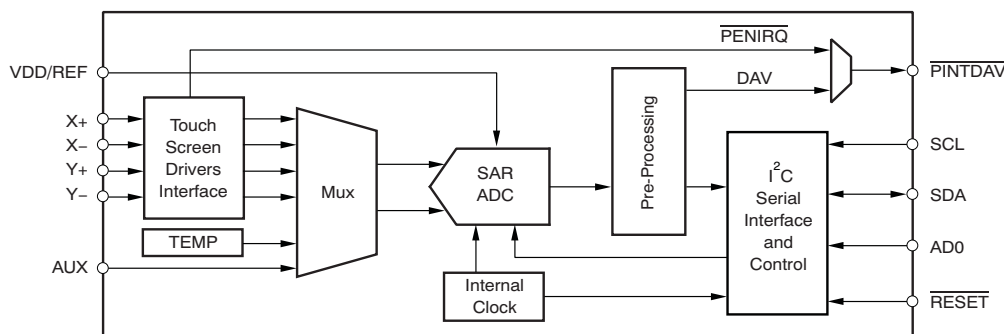 PENIRQ
VDD/REF
DAV
PINTDAV
X+
X−
Y+
Y−
Touch
Screen
Drivers
Interface
Mux
SAR
ADC
Pre-Processing
I²C
Serial
Interface
and
Control
SCL
SDA
AD0
RESET
TEMP
AUX
Internal
Clock